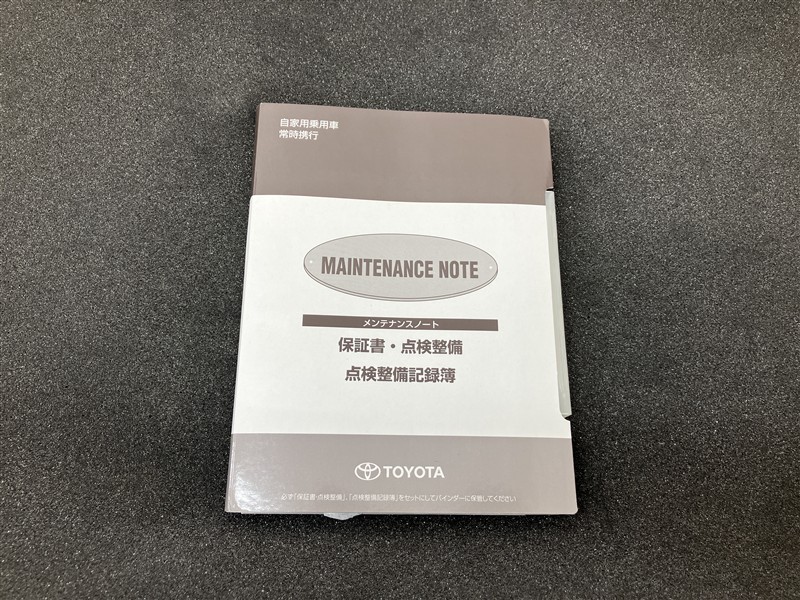 自家用乗用車
常時携行
MAINTENANCE NOTE
メンテナンスノート
保証書・点検整備
点検整備記録簿
TOYOTA
必ず「保証書・点検整備」、「点検整備記録簿」をセットにしてバインダーに保管してください